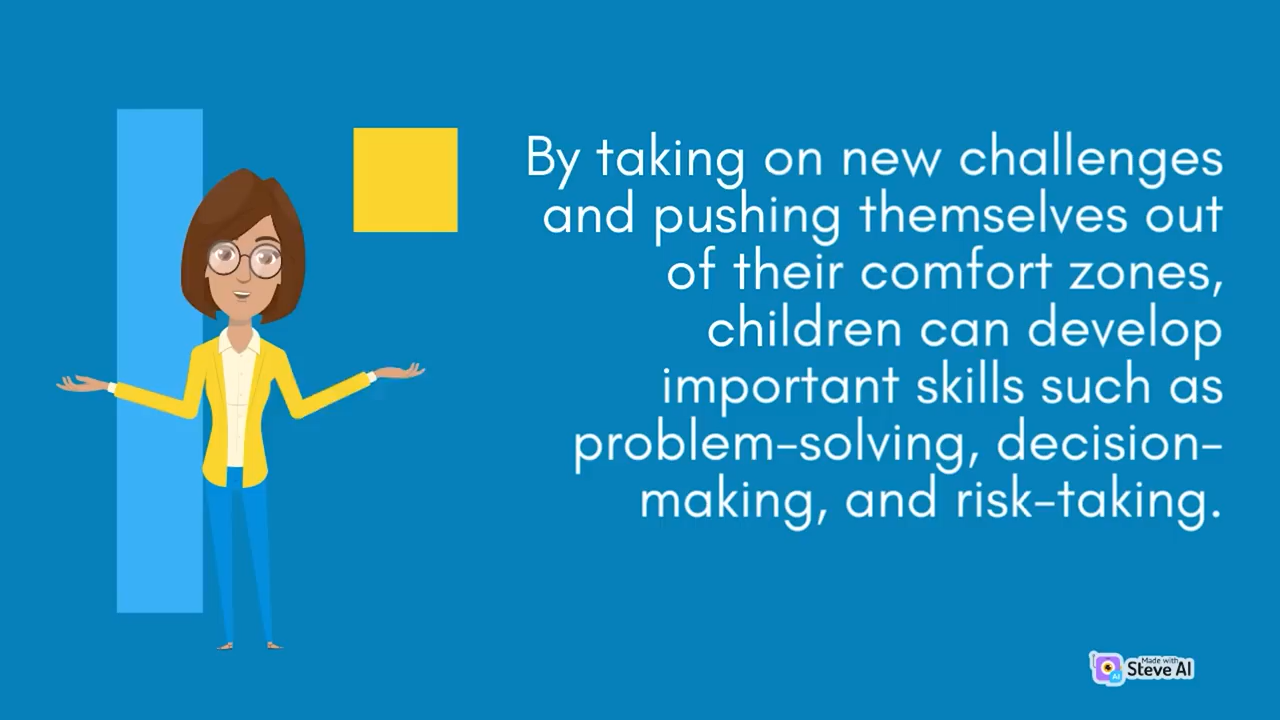 By taking on new challenges
and pushing themselves out
of their comfort zones,
children can develop
important skills such as
problem-solving, decision-
making, and risk-taking.
Made with
Steve AI
AI